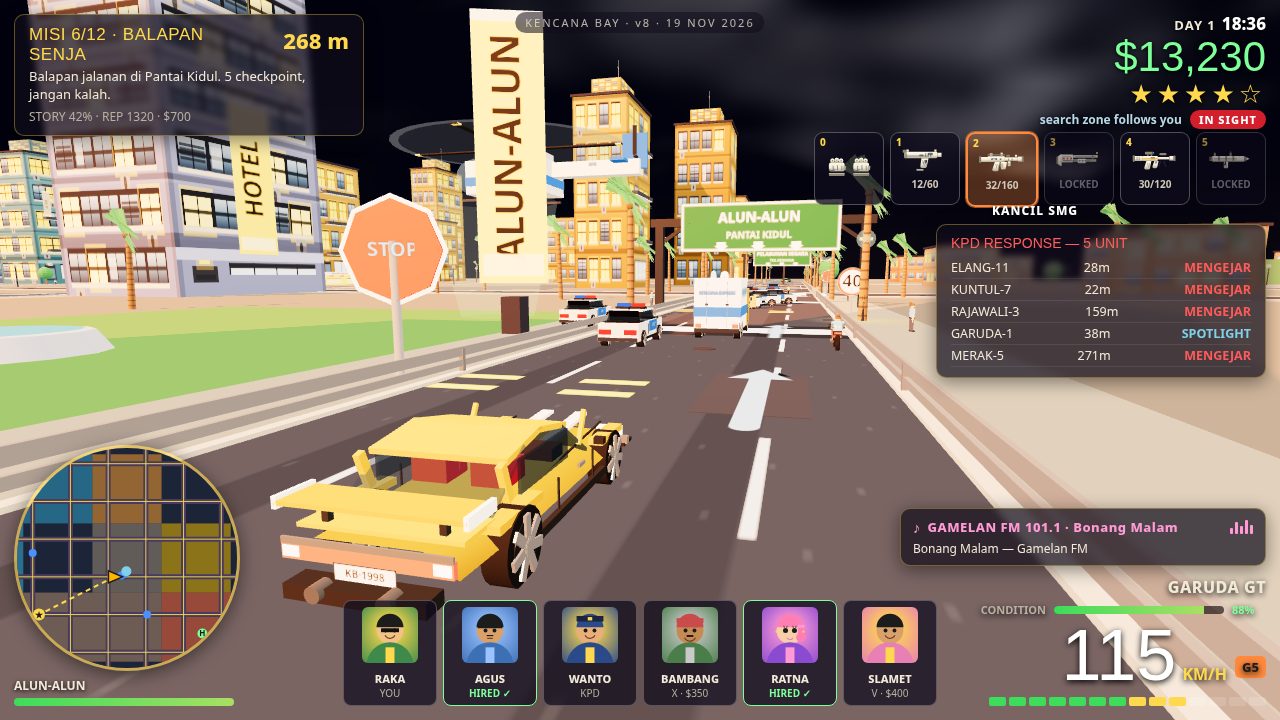 KENCANA BAY · v8 · 19 NOV 2026
MISI 6/12 · BALAPAN SENJA
268 m
Balapan jalanan di Pantai Kidul. 5 checkpoint,
jangan kalah.
STORY 42% · REP 1320 · $700
DAY 1 18:36
$13,230
search zone follows you
IN SIGHT
0
1
12/60
2
32/160
3
LOCKED
4
30/120
5
LOCKED
KANCIL SMG
KPD RESPONSE — 5 UNIT
ELANG-11 28m MENGEJAR
KUNTUL-7 22m MENGEJAR
RAJAWALI-3 159m MENGEJAR
GARUDA-1 38m SPOTLIGHT
MERAK-5 271m MENGEJAR
HOTEL
ALUN-ALUN
STOP
ALUN-ALUN
PANTAI KIDUL
40
KB 1998
H
ALUN-ALUN
♪ GAMELAN FM 101.1 · Bonang Malam
Bonang Malam — Gamelan FM
GARUDA GT
CONDITION 88%
115 KM/H G5
RAKA
YOU
AGUS
HIRED ✓
WANTO
KPD
BAMBANG
X · $350
RATNA
HIRED ✓
SLAMET
V · $400